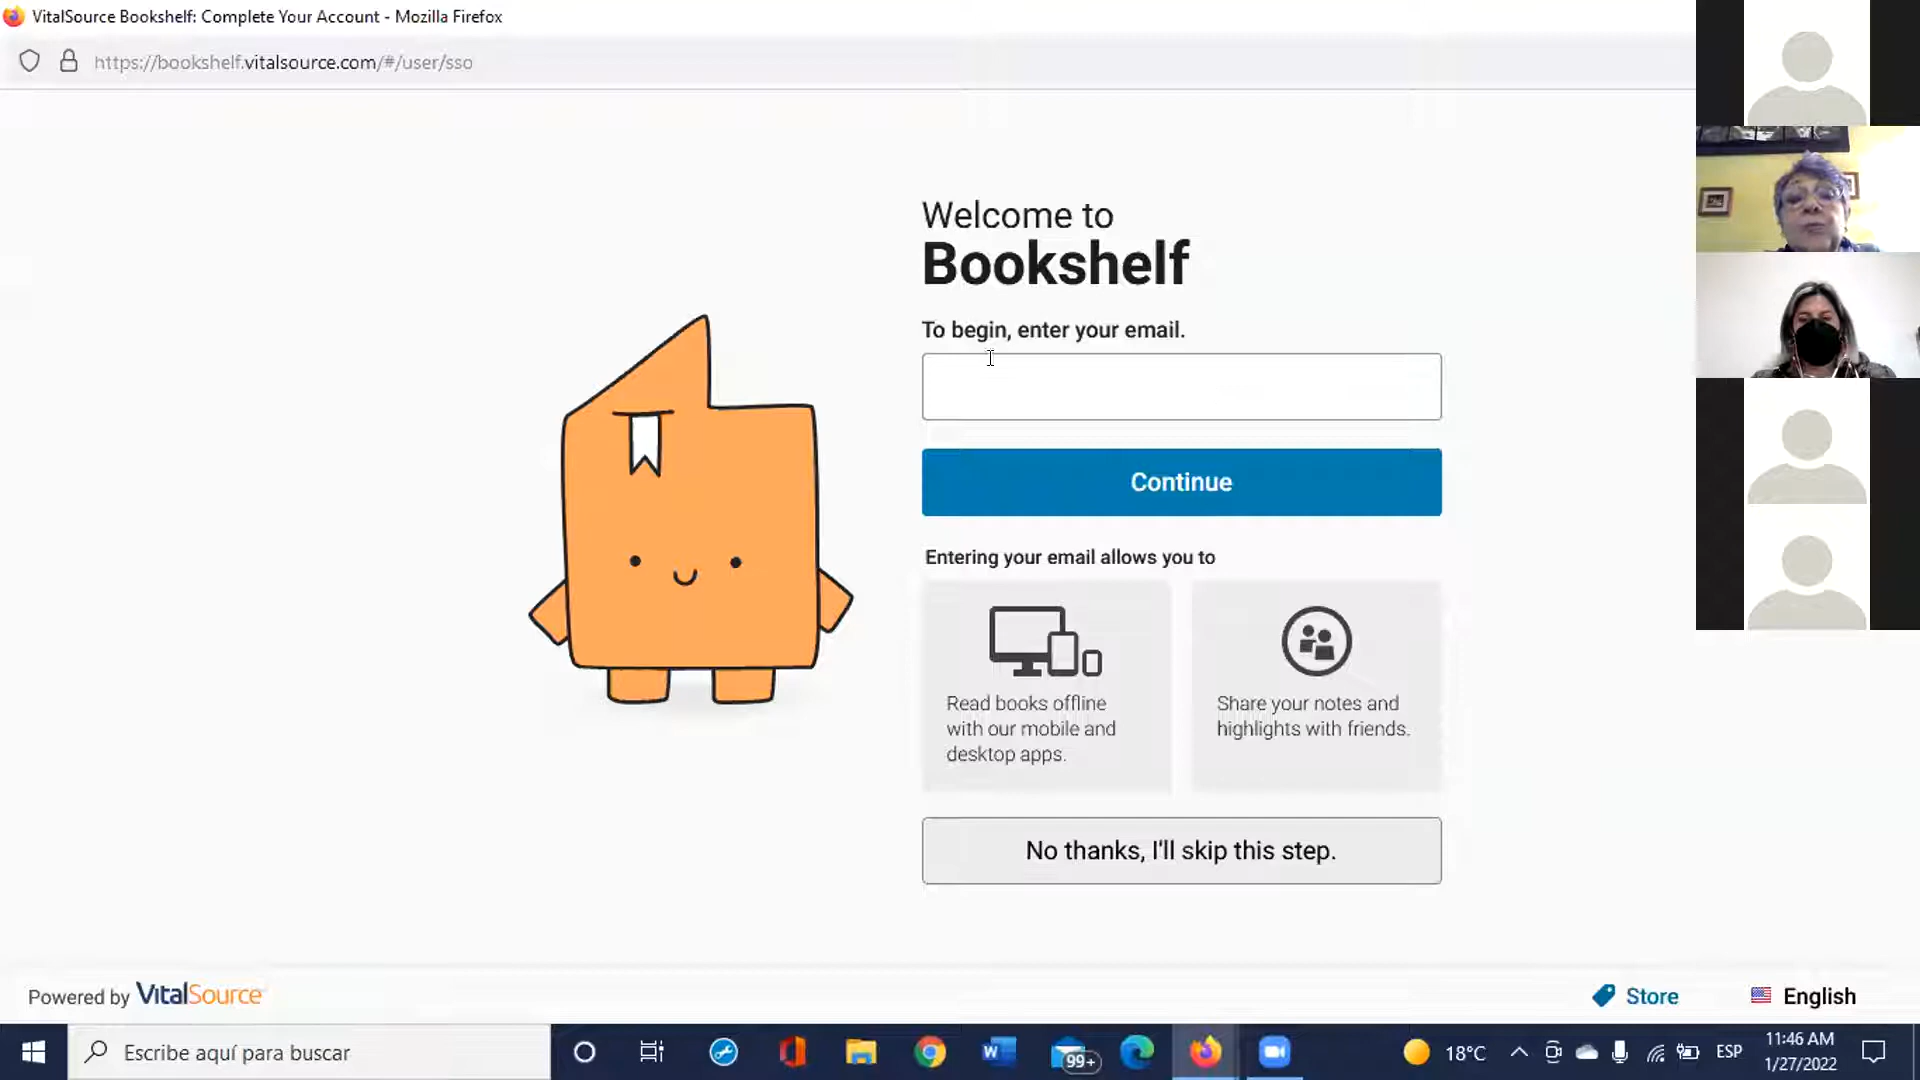 VitalSource Bookshelf: Complete Your Account - Mozilla Firefox
https://bookshelf.vitalsource.com/#/user/sso
Welcome to
Bookshelf
To begin, enter your email.
Continue
Entering your email allows you to
Read books offline
with our mobile and
desktop apps.
Share your notes and
highlights with friends.
No thanks, I'll skip this step.
Powered by VitalSource
Store
English
Escribe aquí para buscar
99+
18°C
ESP
11:46 AM
1/27/2022